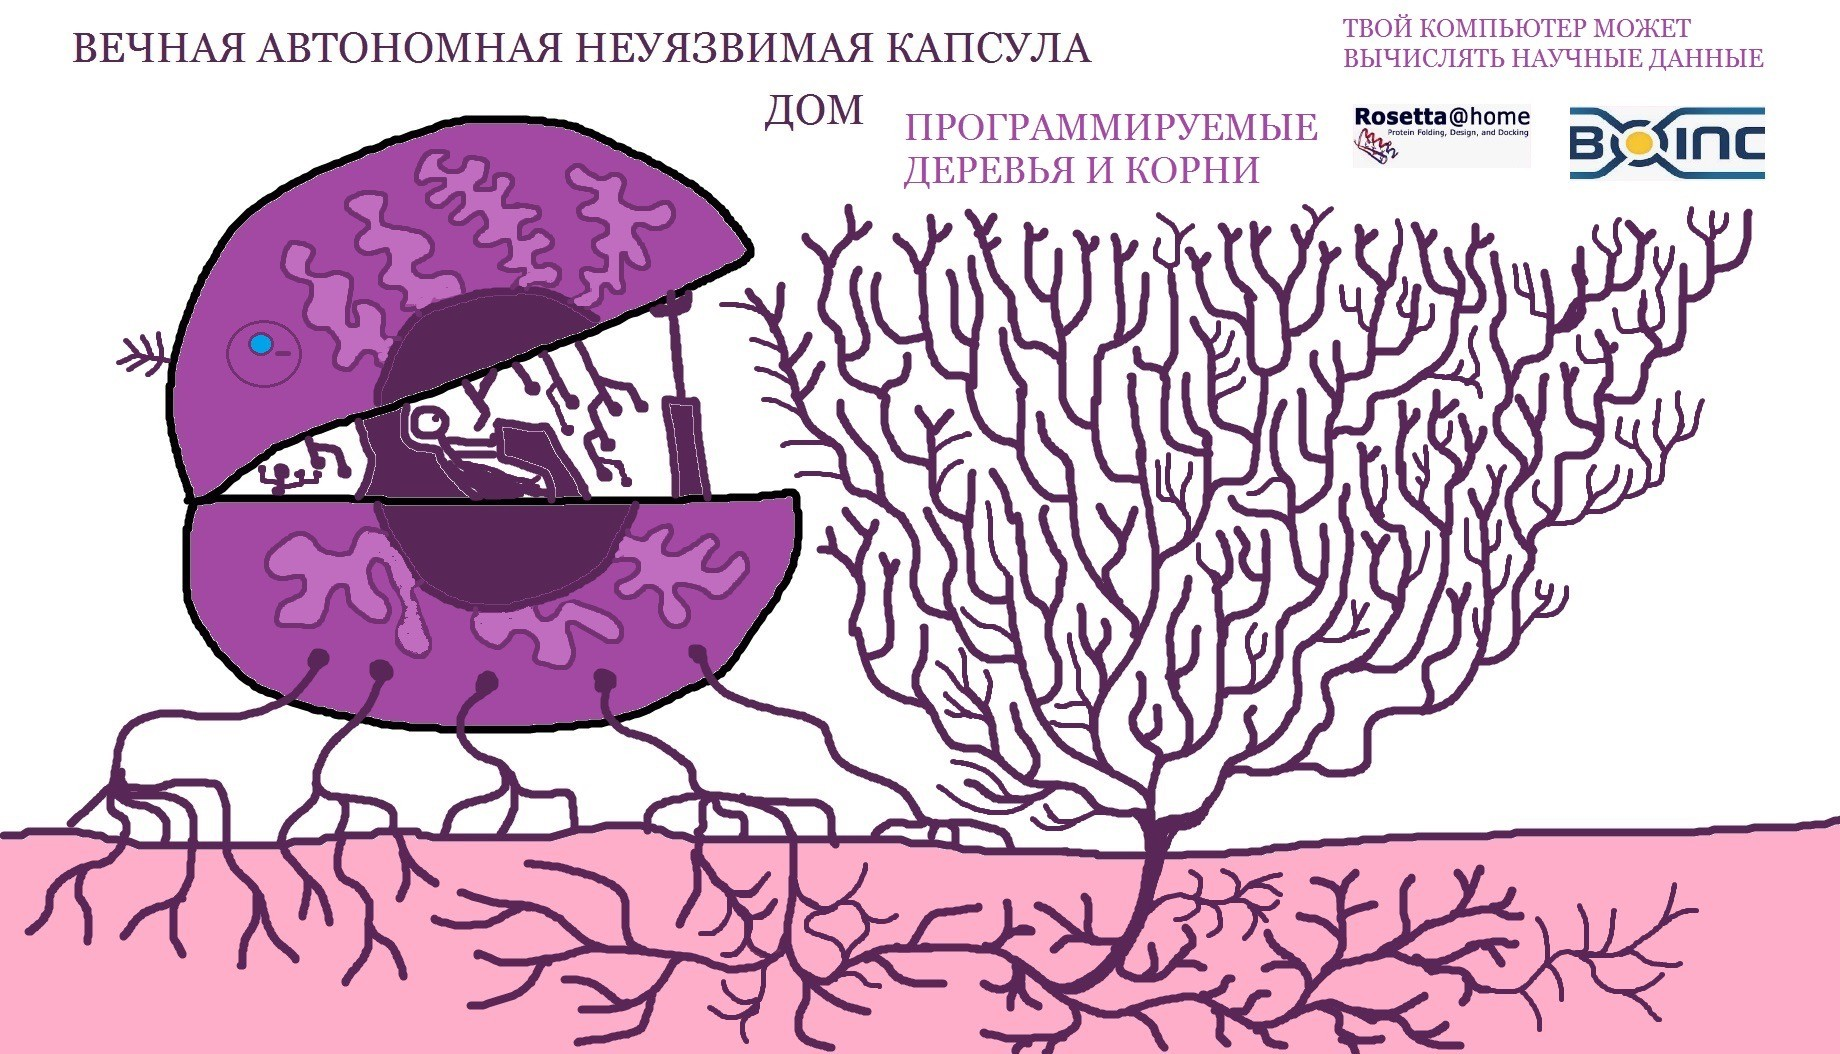 ВЕЧНАЯ АВТОНОМНАЯ НЕУЯЗВИМАЯ КАПСУЛА
ДОМ
ПРОГРАММИРУЕМЫЕ
ДЕРЕВЬЯ И КОРНИ
ТВОЙ КОМПЬЮТЕР МОЖЕТ
ВЫЧИСЛЯТЬ НАУЧНЫЕ ДАННЫЕ
Rosetta@home
Protein Folding, Design, and Docking
BOINC